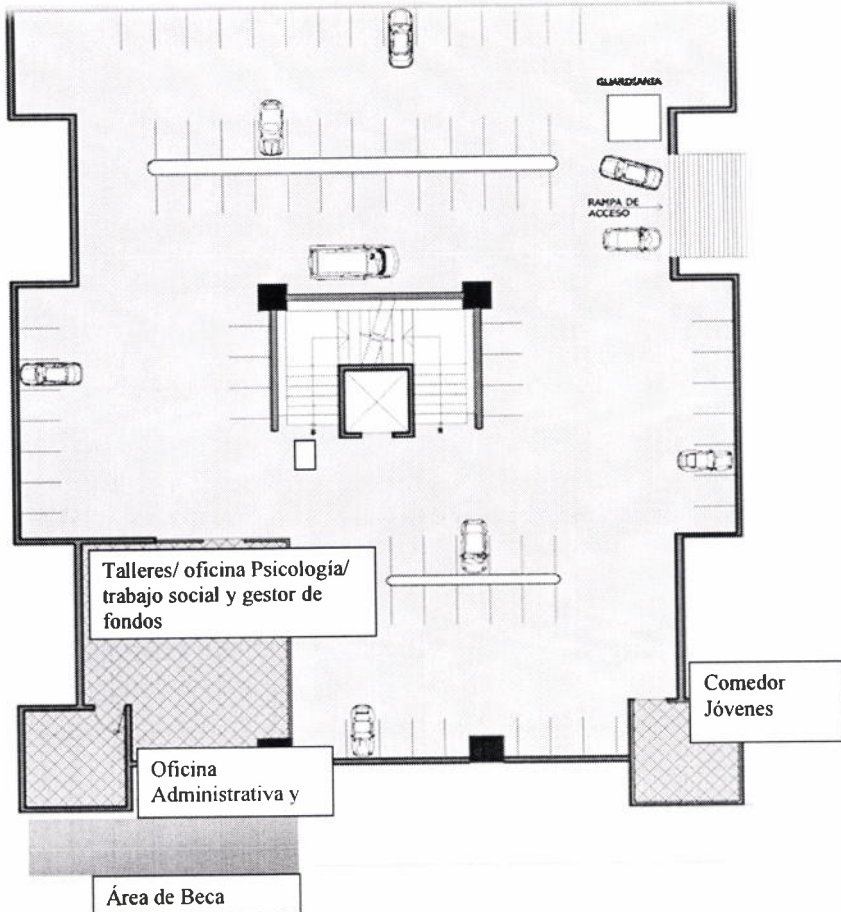 GUARDIANIA
RAMPA DE
ACCESO
Talleres/ oficina Psicología/
trabajo social y gestor de
fondos
Comedor
Jóvenes
Oficina
Administrativa y
Área de Beca